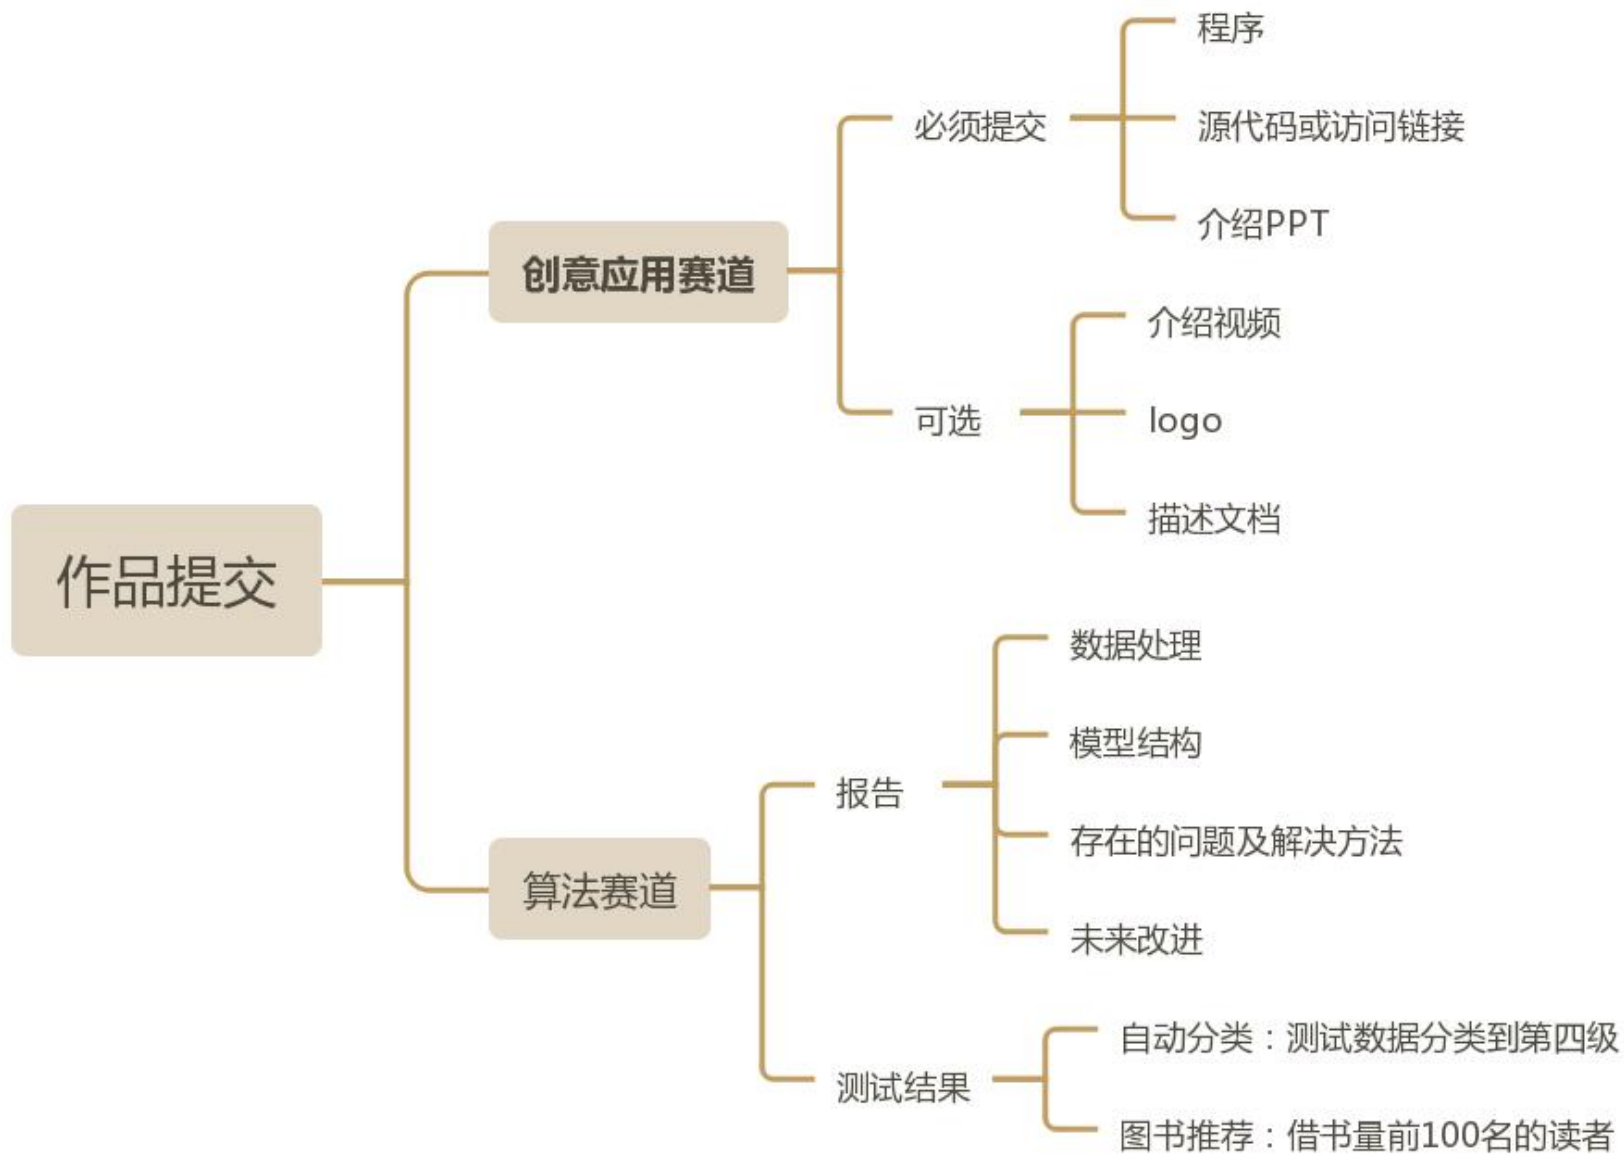 作品提交
创意应用赛道
必须提交
程序
源代码或访问链接
介绍PPT
可选
介绍视频
logo
描述文档
算法赛道
报告
数据处理
模型结构
存在的问题及解决方法
未来改进
测试结果
自动分类：测试数据分类到第四级
图书推荐：借书量前100名的读者